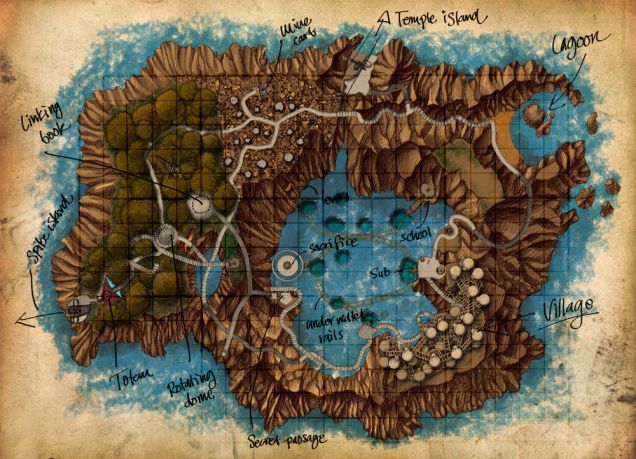 Mine
carts
Temple island
Lagoon
Linking
book
levers
Spike island
sacrifice
school
Sub
underwater
rails
Village
Totem
Rotating
dome
Secret passage